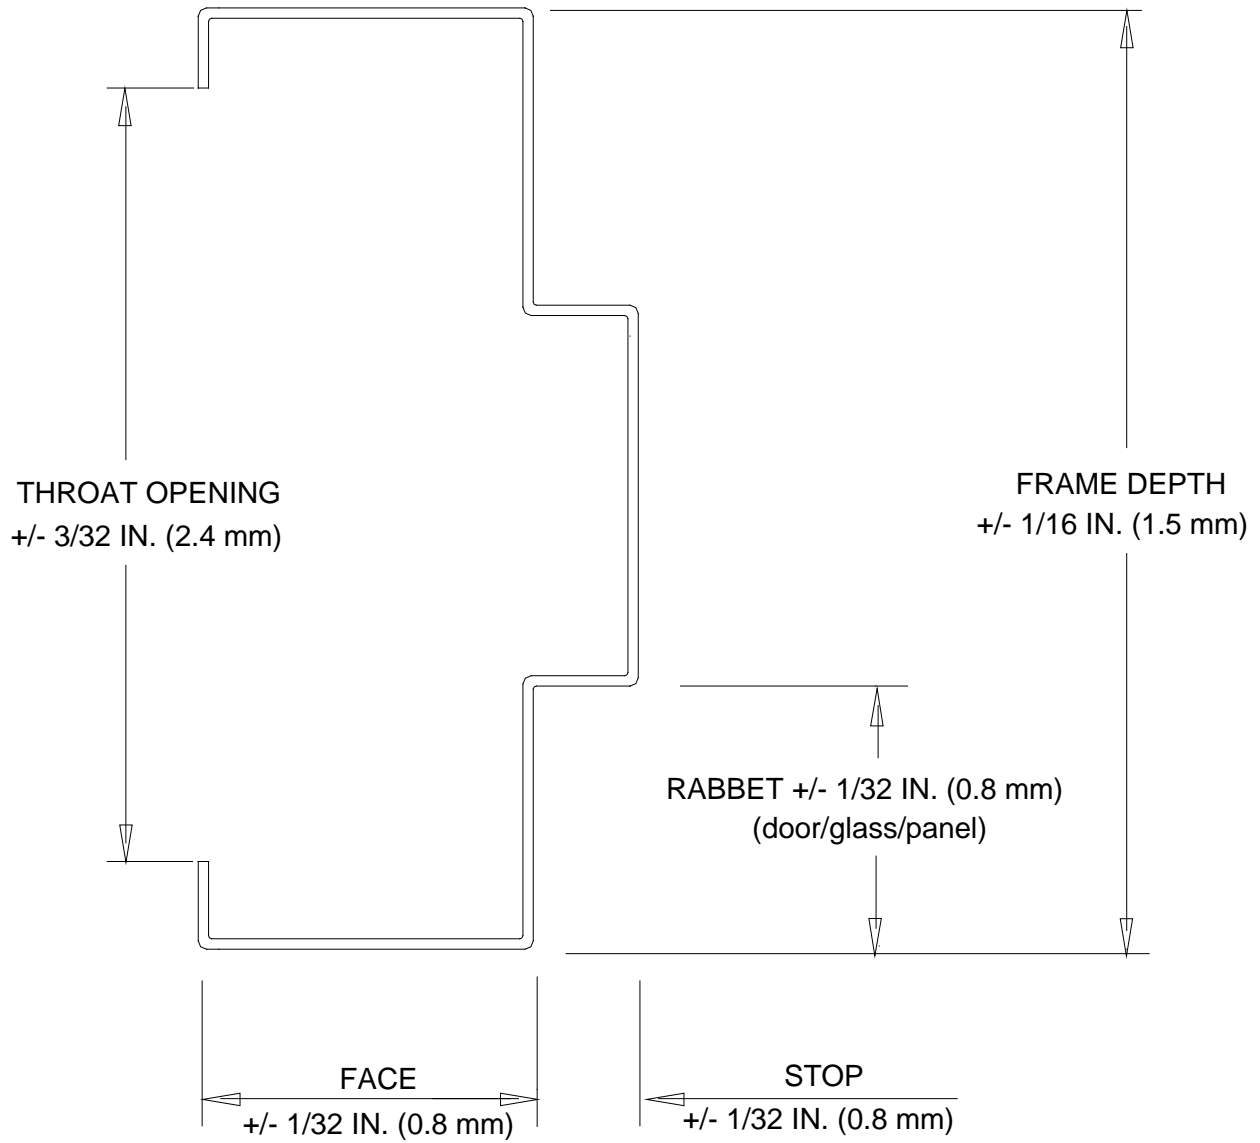 THROAT OPENING
+/- 3/32 IN. (2.4 mm)
FRAME DEPTH
+/- 1/16 IN. (1.5 mm)
RABBET +/- 1/32 IN. (0.8 mm)
(door/glass/panel)
FACE
+/- 1/32 IN. (0.8 mm)
STOP
+/- 1/32 IN. (0.8 mm)